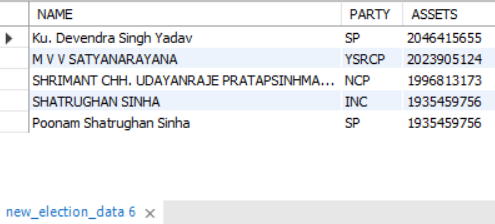 NAME PARTY ASSETS
Ku. Devendra Singh Yadav SP 2046415655
M V V SATYANARAYANA YSRCP 2023905124
SHRIMANT CHH. UDAYANRAJE PRATAPSINHMA... NCP 1996813173
SHATRUGHAN SINHA INC 1935459756
Poonam Shatrughan Sinha SP 1935459756
new_election_data 6 ×